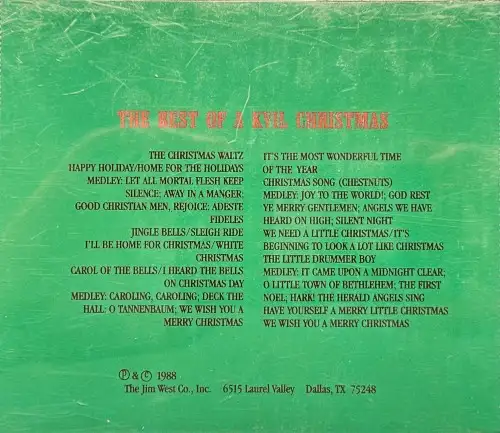 THE BEST OF A KVIL CHRISTMAS
THE CHRISTMAS WALTZ
HAPPY HOLIDAY/HOME FOR THE HOLIDAYS
MEDLEY: LET ALL MORTAL FLESH KEEP
SILENCE: AWAY IN A MANGER;
GOOD CHRISTIAN MEN, REJOICE: ADESTE
FIDELES
JINGLE BELLS/SLEIGH RIDE
I'LL BE HOME FOR CHRISTMAS/WHITE
CHRISTMAS
CAROL OF THE BELLS/I HEARD THE BELLS
ON CHRISTMAS DAY
MEDLEY: CAROLING, CAROLING; DECK THE
HALL: O TANNENBAUM; WE WISH YOU A
MERRY CHRISTMAS
IT'S THE MOST WONDERFUL TIME
OF THE YEAR
CHRISTMAS SONG (CHESTNUTS)
MEDLEY: JOY TO THE WORLD!; GOD REST
YE MERRY GENTLEMEN; ANGELS WE HAVE
HEARD ON HIGH; SILENT NIGHT
WE NEED A LITTLE CHRISTMAS/IT'S
BEGINNING TO LOOK A LOT LIKE CHRISTMAS
THE LITTLE DRUMMER BOY
MEDLEY: IT CAME UPON A MIDNIGHT CLEAR;
O LITTLE TOWN OF BETHLEHEM; THE FIRST
NOEL; HARK! THE HERALD ANGELS SING
HAVE YOURSELF A MERRY LITTLE CHRISTMAS
WE WISH YOU A MERRY CHRISTMAS
℗ & © 1988
The Jim West Co., Inc. 6515 Laurel Valley Dallas, TX 75248